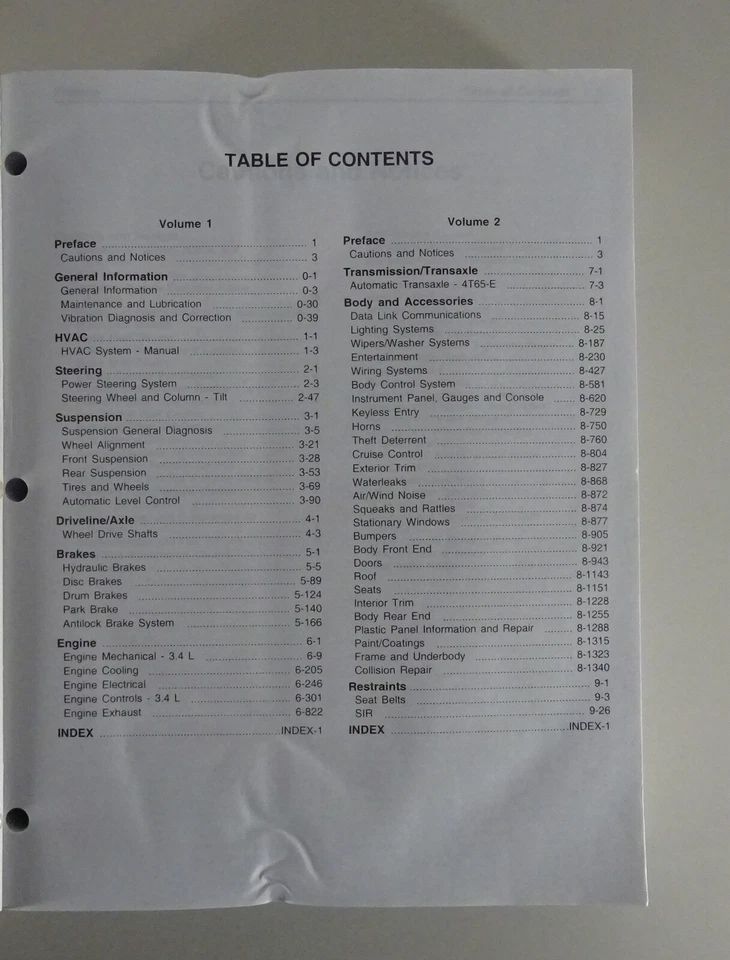 TABLE OF CONTENTS
Volume 1
Preface 1
Cautions and Notices 3
General Information 0-1
General Information 0-3
Maintenance and Lubrication 0-30
Vibration Diagnosis and Correction 0-39
HVAC 1-1
HVAC System - Manual 1-3
Steering 2-1
Power Steering System 2-3
Steering Wheel and Column - Tilt 2-47
Suspension 3-1
Suspension General Diagnosis 3-5
Wheel Alignment 3-21
Front Suspension 3-28
Rear Suspension 3-53
Tires and Wheels 3-69
Automatic Level Control 3-90
Driveline/Axle 4-1
Wheel Drive Shafts 4-3
Brakes 5-1
Hydraulic Brakes 5-5
Disc Brakes 5-89
Drum Brakes 5-124
Park Brake 5-140
Antilock Brake System 5-166
Engine 6-1
Engine Mechanical - 3.4 L 6-9
Engine Cooling 6-205
Engine Electrical 6-246
Engine Controls - 3.4 L 6-301
Engine Exhaust 6-822
INDEX INDEX-1
Volume 2
Preface 1
Cautions and Notices 3
Transmission/Transaxle 7-1
Automatic Transaxle - 4T65-E 7-3
Body and Accessories 8-1
Data Link Communications 8-15
Lighting Systems 8-25
Wipers/Washer Systems 8-187
Entertainment 8-230
Wiring Systems 8-427
Body Control System 8-581
Instrument Panel, Gauges and Console 8-620
Keyless Entry 8-729
Horns 8-750
Theft Deterrent 8-760
Cruise Control 8-804
Exterior Trim 8-827
Waterleaks 8-868
Air/Wind Noise 8-872
Squeaks and Rattles 8-874
Stationary Windows 8-877
Bumpers 8-905
Body Front End 8-921
Doors 8-943
Roof 8-1143
Seats 8-1151
Interior Trim 8-1228
Body Rear End 8-1255
Plastic Panel Information and Repair 8-1288
Paint/Coatings 8-1315
Frame and Underbody 8-1323
Collision Repair 8-1340
Restraints 9-1
Seat Belts 9-3
SIR 9-26
INDEX INDEX-1